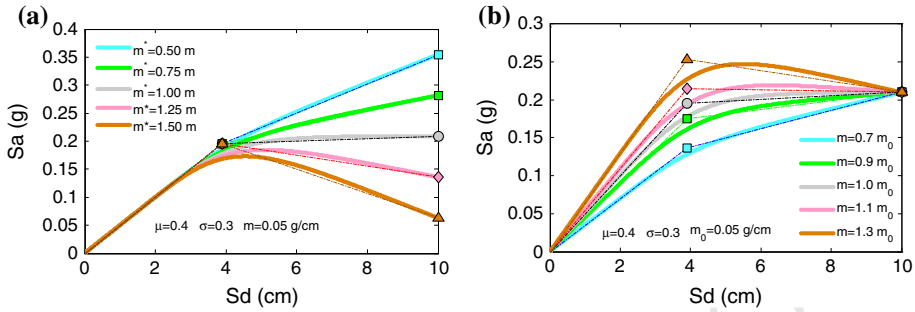 (a)
0.4
0.35
0.3
0.25
0.2
0.15
0.1
0.05
0
Sa (g)
m*=0.50 m
m*=0.75 m
m*=1.00 m
m*=1.25 m
m*=1.50 m
μ=0.4 σ=0.3 m=0.05 g/cm
0 2 4 6 8 10
Sd (cm)
(b)
0.3
0.25
0.2
0.15
0.1
0.05
0
Sa (g)
m=0.7 m0
m=0.9 m0
m=1.0 m0
m=1.1 m0
m=1.3 m0
μ=0.4 σ=0.3 m0=0.05 g/cm
0 2 4 6 8 10
Sd (cm)